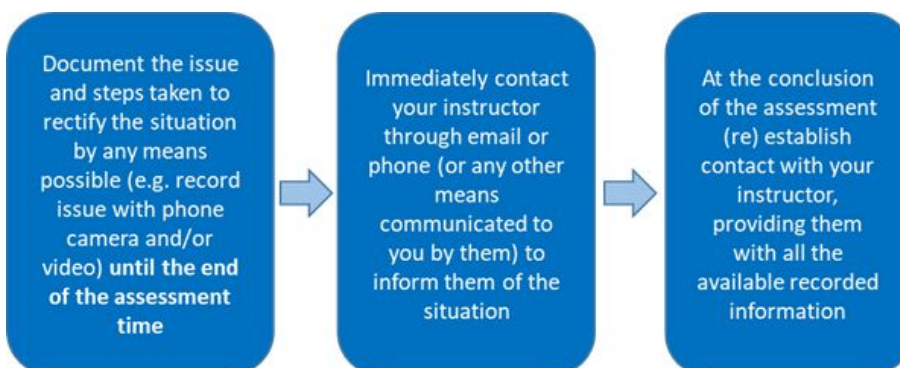 Document the issue
and steps taken to
rectify the situation
by any means
possible (e.g. record
issue with phone
camera and/or
video) until the end
of the assessment
time
Immediately contact
your instructor
through email or
phone (or any other
means
communicated to
you by them) to
inform them of the
situation
At the conclusion
of the assessment
(re) establish
contact with your
instructor,
providing them
with all the
available recorded
information